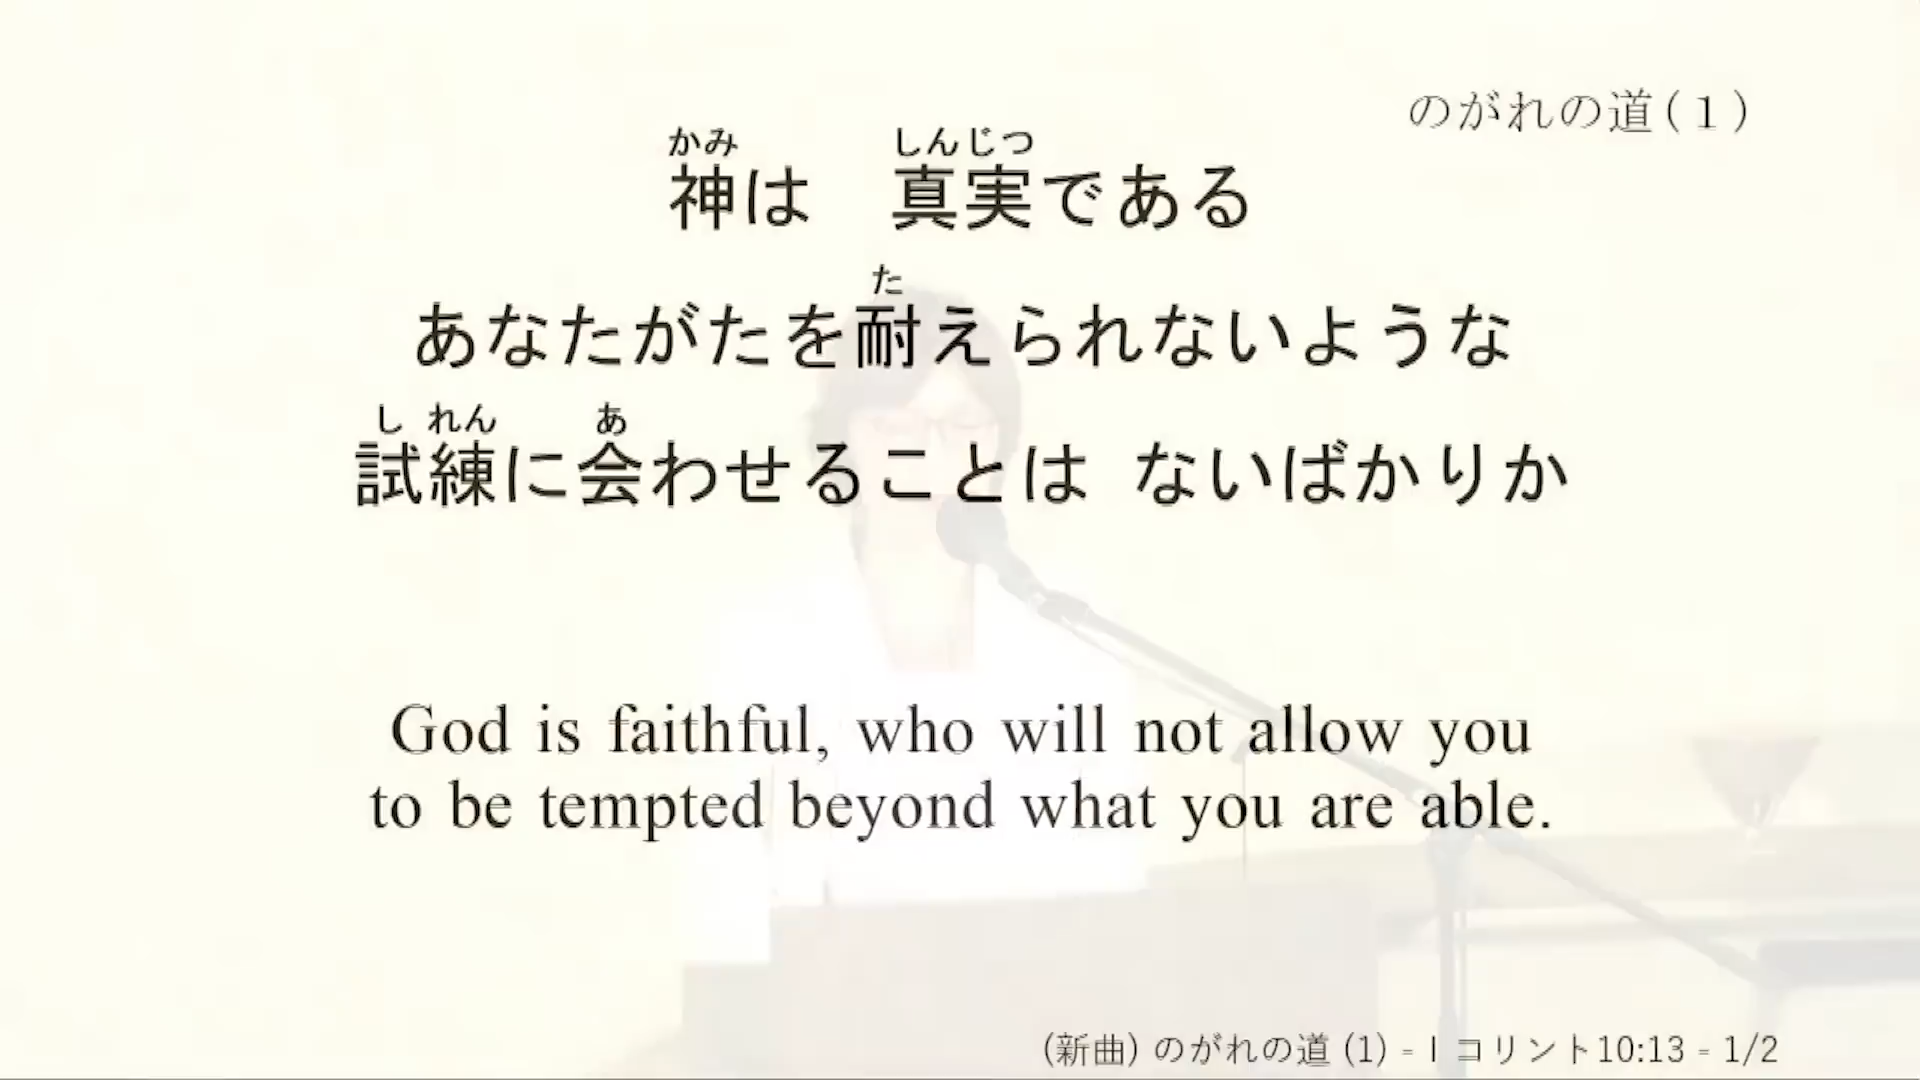 のがれの道(１)
かみ しんじつ
神は　真実である
た
あなたがたを耐えられないような
し れん あ
試練に会わせることは ないばかりか
God is faithful, who will not allow you
to be tempted beyond what you are able.
(新曲) のがれの道 (1) = Ⅰ コリント10:13 = 1/2